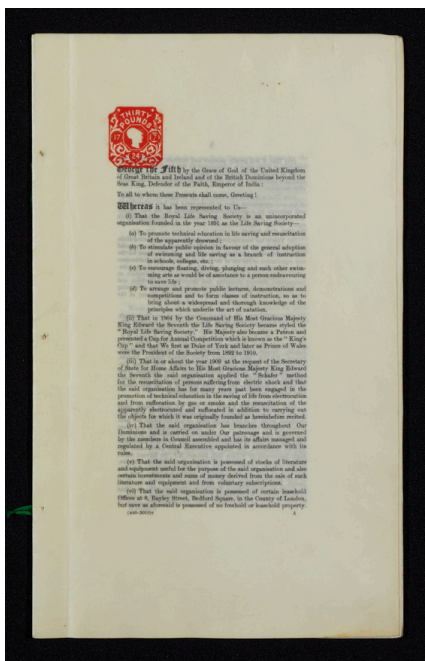 THIRTY
POUNDS
George the Fifth by the Grace of God of the United Kingdom
of Great Britain and Ireland and of the British Dominions beyond the
Seas King, Defender of the Faith, Emperor of India:
To all to whom these Presents shall come, Greeting!
Whereas it has been represented to Us—
(i) That the Royal Life Saving Society is an unincorporated
organisation founded in the year 1891 as the Life Saving Society—
(a) To promote technical education in life saving and resuscitation
of the apparently drowned;
(b) To stimulate public opinion in favour of the general adoption
of swimming and life saving as a branch of instruction
in schools, colleges, etc.;
(c) To encourage floating, diving, plunging and such other swim-
ming arts as would be of assistance to a person endeavouring
to save life;
(d) To arrange and promote public lectures, demonstrations and
competitions and to form classes of instruction, so as to
bring about a widespread and thorough knowledge of the
principles which underlie the art of natation.
(ii) That in 1904 by the Command of His Most Gracious Majesty
King Edward the Seventh the Life Saving Society became styled the
"Royal Life Saving Society." His Majesty also became a Patron and
presented a Cup for Annual Competition which is known as the "King's
Cup" and that We first as Duke of York and later as Prince of Wales
were the President of the Society from 1892 to 1910.
(iii) That in or about the year 1909 at the request of the Secretary
of State for Home Affairs to His Most Gracious Majesty King Edward
the Seventh the said organisation applied the "Schäfer" method
for the resuscitation of persons suffering from electric shock and that
the said organisation has for many years past been engaged in the
promotion of technical education in the saving of life from electrocution
and from suffocation by gas or smoke and the resuscitation of the
apparently electrocuted and suffocated in addition to carrying out
the objects for which it was originally founded as hereinbefore recited.
(iv) That the said organisation has branches throughout Our
Dominions and is carried on under Our patronage and is governed
by the members in Council assembled and has its affairs managed and
regulated by a Central Executive appointed in accordance with its
rules.
(v) That the said organisation is possessed of stocks of literature
and equipment useful for the purpose of the said organisation and also
certain investments and sums of money derived from the sale of such
literature and equipment and from voluntary subscriptions.
(vi) That the said organisation is possessed of certain leasehold
Offices at 8, Bayley Street, Bedford Square, in the County of London,
but save as aforesaid is possessed of no freehold or leasehold property.
A